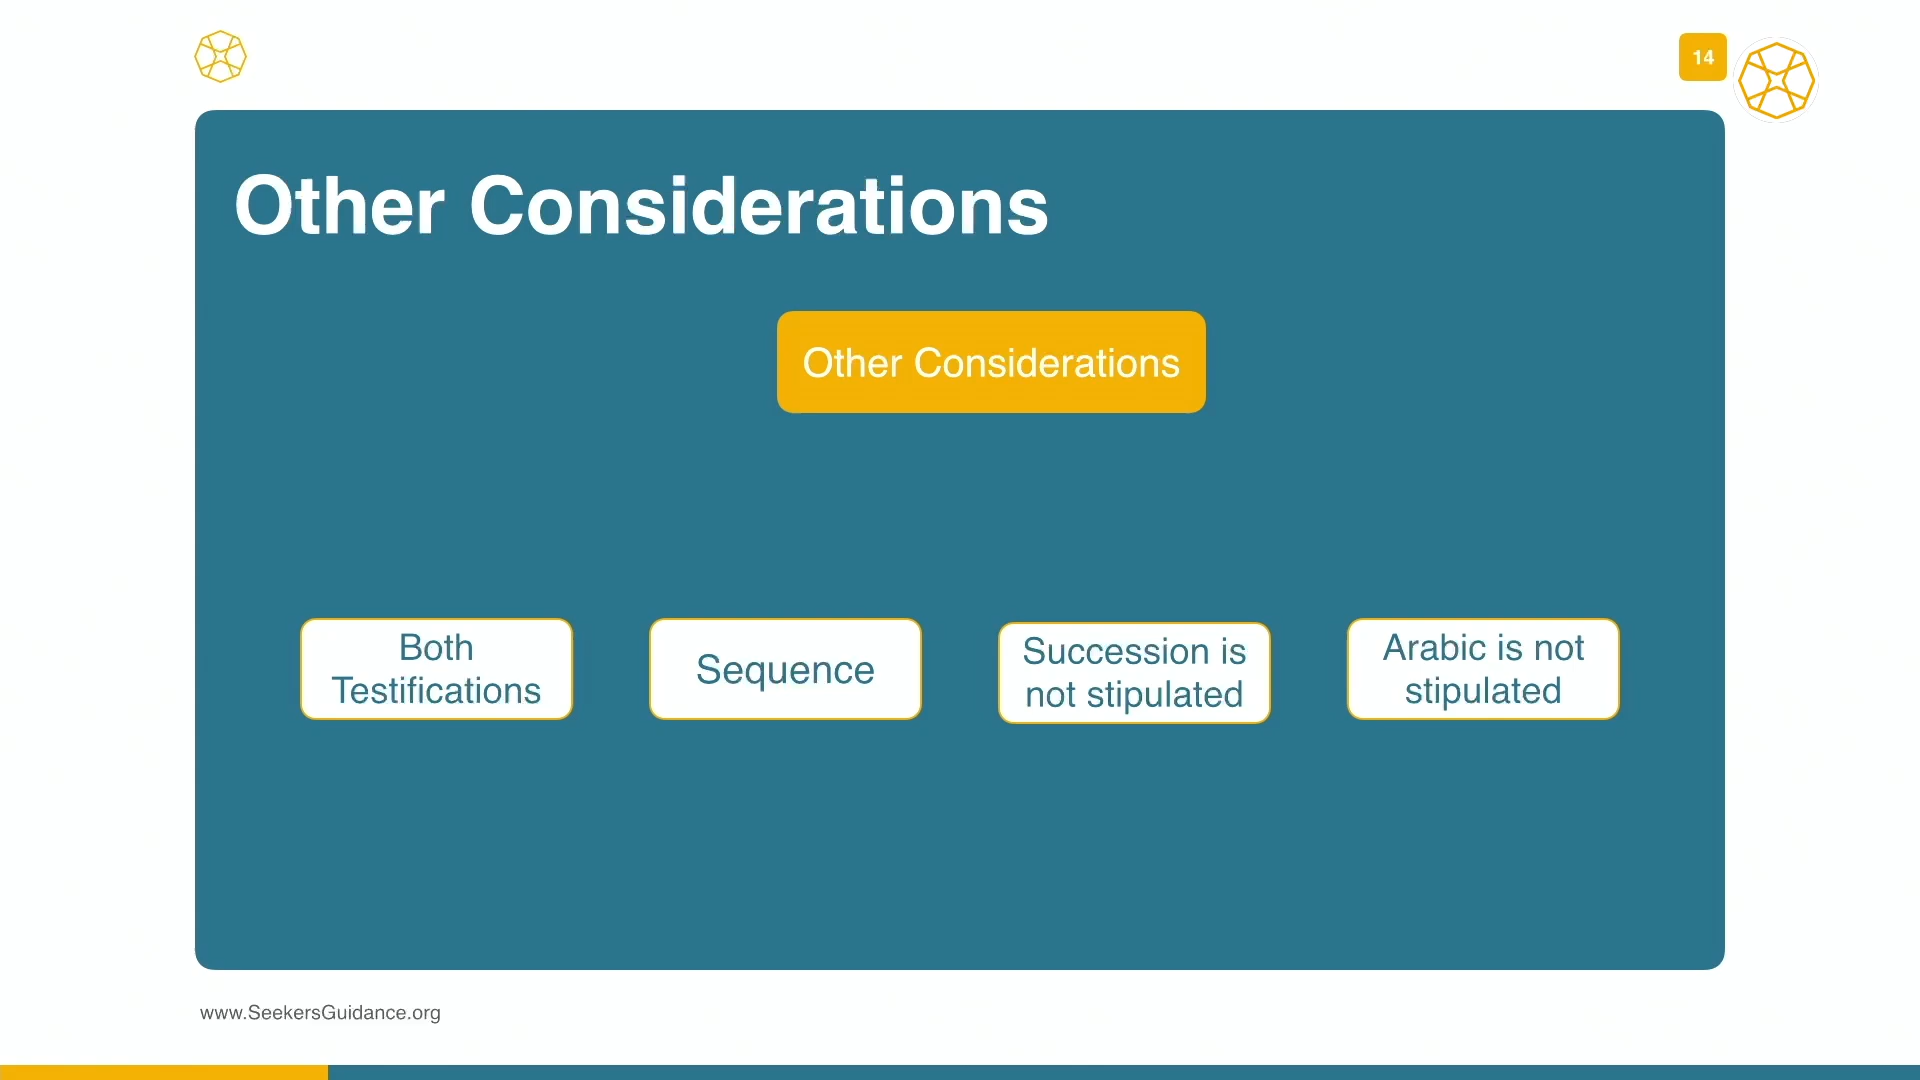 14
Other Considerations
Other Considerations
Both
Testifications
Sequence
Succession is
not stipulated
Arabic is not
stipulated
www.SeekersGuidance.org